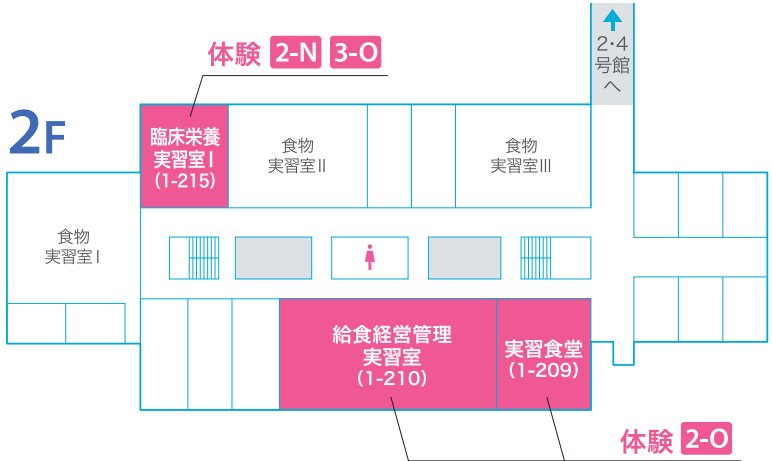 2・4
号館
へ
体験 2-N 3-O
2F
臨床栄養
実習室Ⅰ
(1-215)
食物
実習室Ⅱ
食物
実習室Ⅲ
食物
実習室Ⅰ
給食経営管理
実習室
(1-210)
実習食堂
(1-209)
体験 2-O